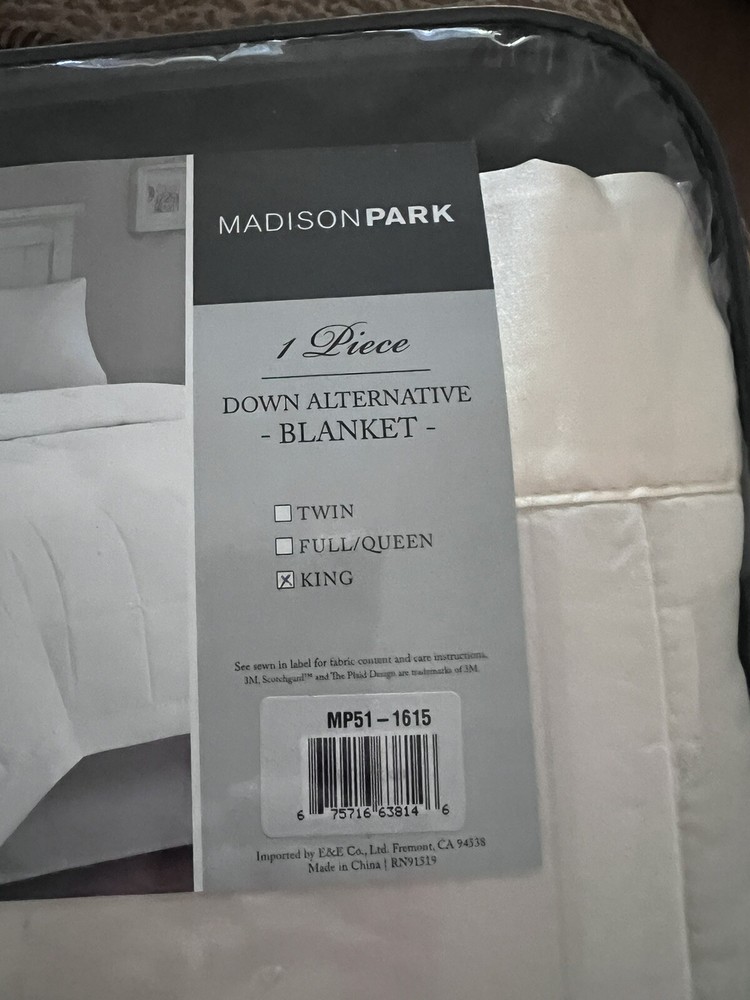 MADISONPARK
1 Piece
DOWN ALTERNATIVE
- BLANKET -
TWIN
FULL/QUEEN
KING
See sewn in label for fabric content and care instructions.
3M, Scotchgard™ and The Plaid Design are trademarks of 3M.
MP51-1615
6 75716 63814 6
Imported by E&E Co., Ltd. Fremont, CA 94538
Made in China | RN91519